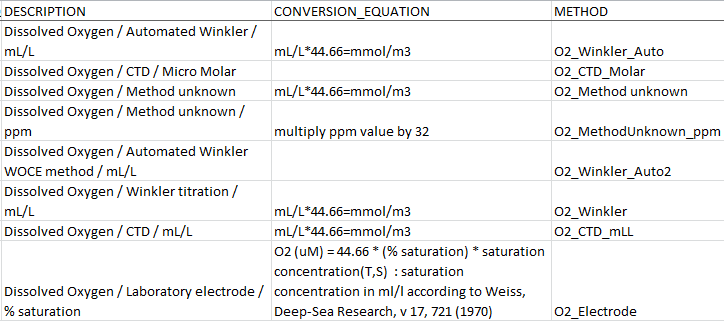 DESCRIPTION CONVERSION_EQUATION METHOD
Dissolved Oxygen / Automated Winkler /
mL/L mL/L*44.66=mmol/m3 O2_Winkler_Auto
Dissolved Oxygen / CTD / Micro Molar O2_CTD_Molar
Dissolved Oxygen / Method unknown mL/L*44.66=mmol/m3 O2_Method unknown
Dissolved Oxygen / Method unknown /
ppm multiply ppm value by 32 O2_MethodUnknown_ppm
Dissolved Oxygen / Automated Winkler
WOCE method / mL/L O2_Winkler_Auto2
Dissolved Oxygen / Winkler titration /
mL/L mL/L*44.66=mmol/m3 O2_Winkler
Dissolved Oxygen / CTD / mL/L mL/L*44.66=mmol/m3 O2_CTD_mLL
O2 (uM) = 44.66 * (% saturation) * saturation
concentration(T,S) : saturation
Dissolved Oxygen / Laboratory electrode / concentration in ml/l according to Weiss,
% saturation Deep-Sea Research, v 17, 721 (1970) O2_Electrode